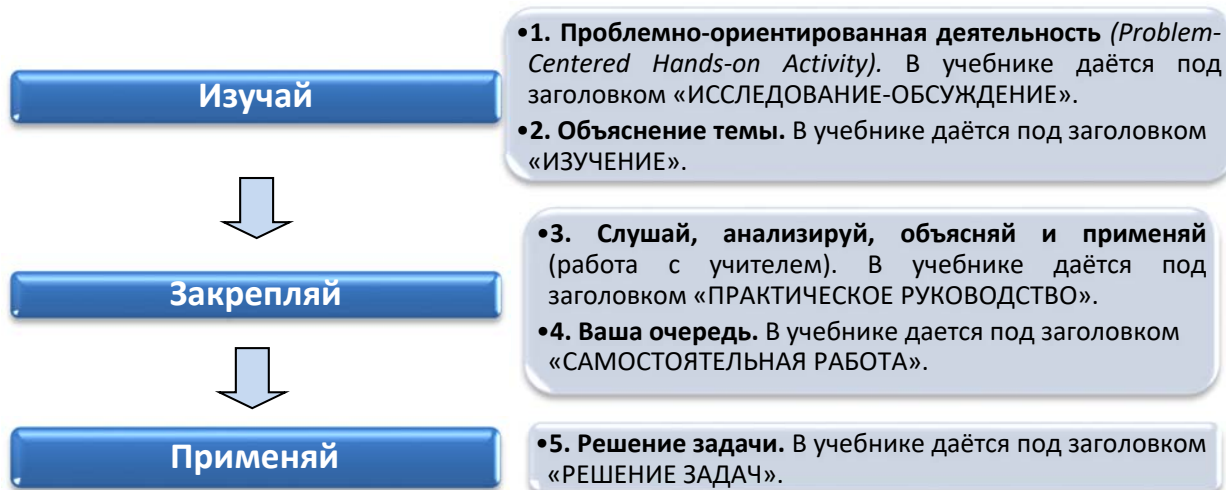 Изучай
•1. Проблемно-ориентированная деятельность (Problem-
Centered Hands-on Activity). В учебнике даётся под
заголовком «ИССЛЕДОВАНИЕ-ОБСУЖДЕНИЕ».
•2. Объяснение темы. В учебнике даётся под заголовком
«ИЗУЧЕНИЕ».
Закрепляй
•3. Слушай, анализируй, объясняй и применяй
(работа с учителем). В учебнике даётся под
заголовком «ПРАКТИЧЕСКОЕ РУКОВОДСТВО».
•4. Ваша очередь. В учебнике дается под заголовком
«САМОСТОЯТЕЛЬНАЯ РАБОТА».
Применяй
•5. Решение задачи. В учебнике даётся под заголовком
«РЕШЕНИЕ ЗАДАЧ».